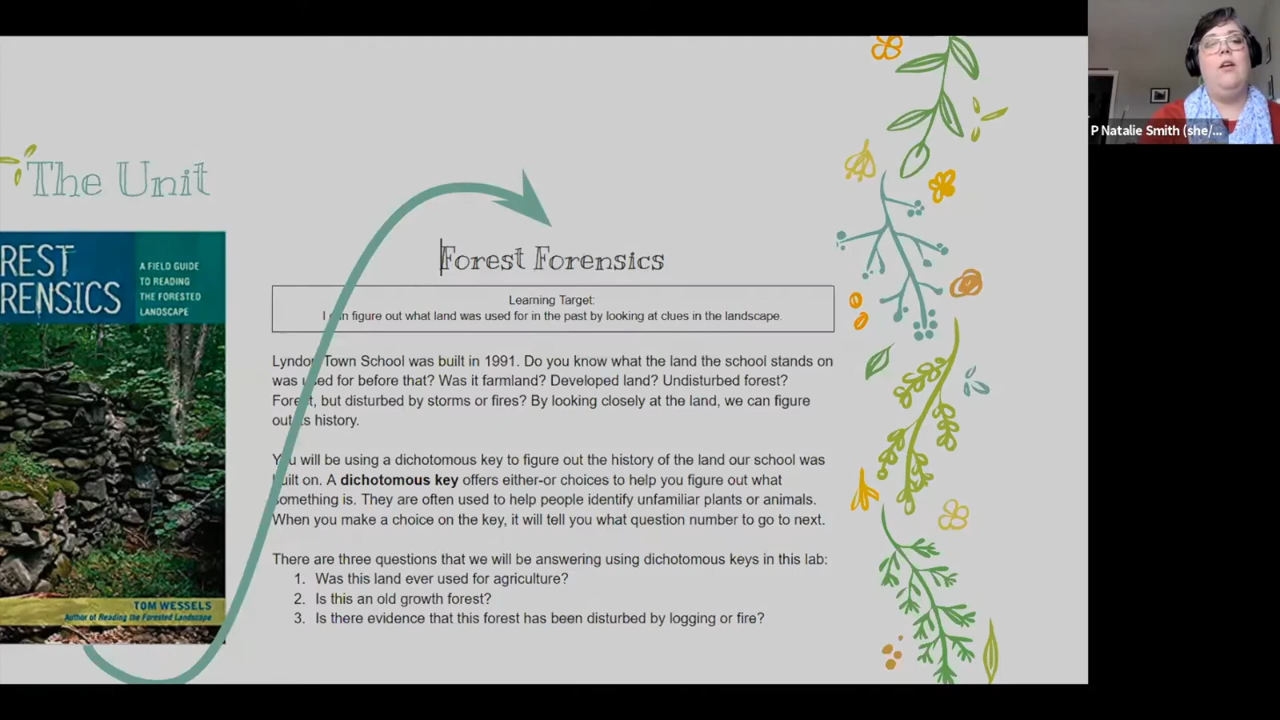 P Natalie Smith (she/...
The Unit
REST
RENSICS
A FIELD GUIDE
TO READING
THE FORESTED
LANDSCAPE
TOM WESSELS
Author of Reading the Forested Landscape
Forest Forensics
Learning Target:
I can figure out what land was used for in the past by looking at clues in the landscape.
Lyndon Town School was built in 1991. Do you know what the land the school stands on
was used for before that? Was it farmland? Developed land? Undisturbed forest?
Forest, but disturbed by storms or fires? By looking closely at the land, we can figure
out its history.
You will be using a dichotomous key to figure out the history of the land our school was
built on. A dichotomous key offers either-or choices to help you figure out what
something is. They are often used to help people identify unfamiliar plants or animals.
When you make a choice on the key, it will tell you what question number to go to next.
There are three questions that we will be answering using dichotomous keys in this lab:
1. Was this land ever used for agriculture?
2. Is this an old growth forest?
3. Is there evidence that this forest has been disturbed by logging or fire?